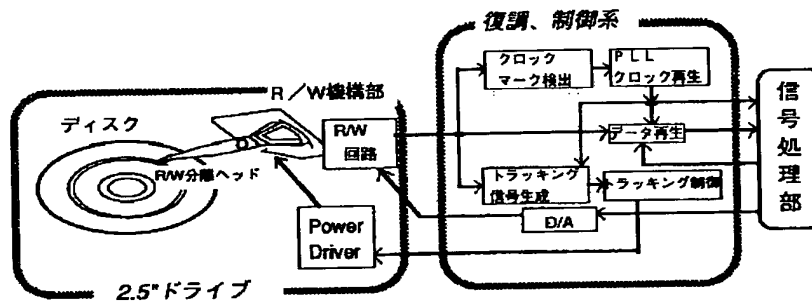 復調、制御系
クロック
マーク検出
PLL
クロック再生
R/W機構部
ディスク
R/W
回路
データ再生
信号処理部
R/W分離ヘッド
トラッキング
信号生成
トラッキング制御
D/A
Power
Driver
2.5"ドライブ